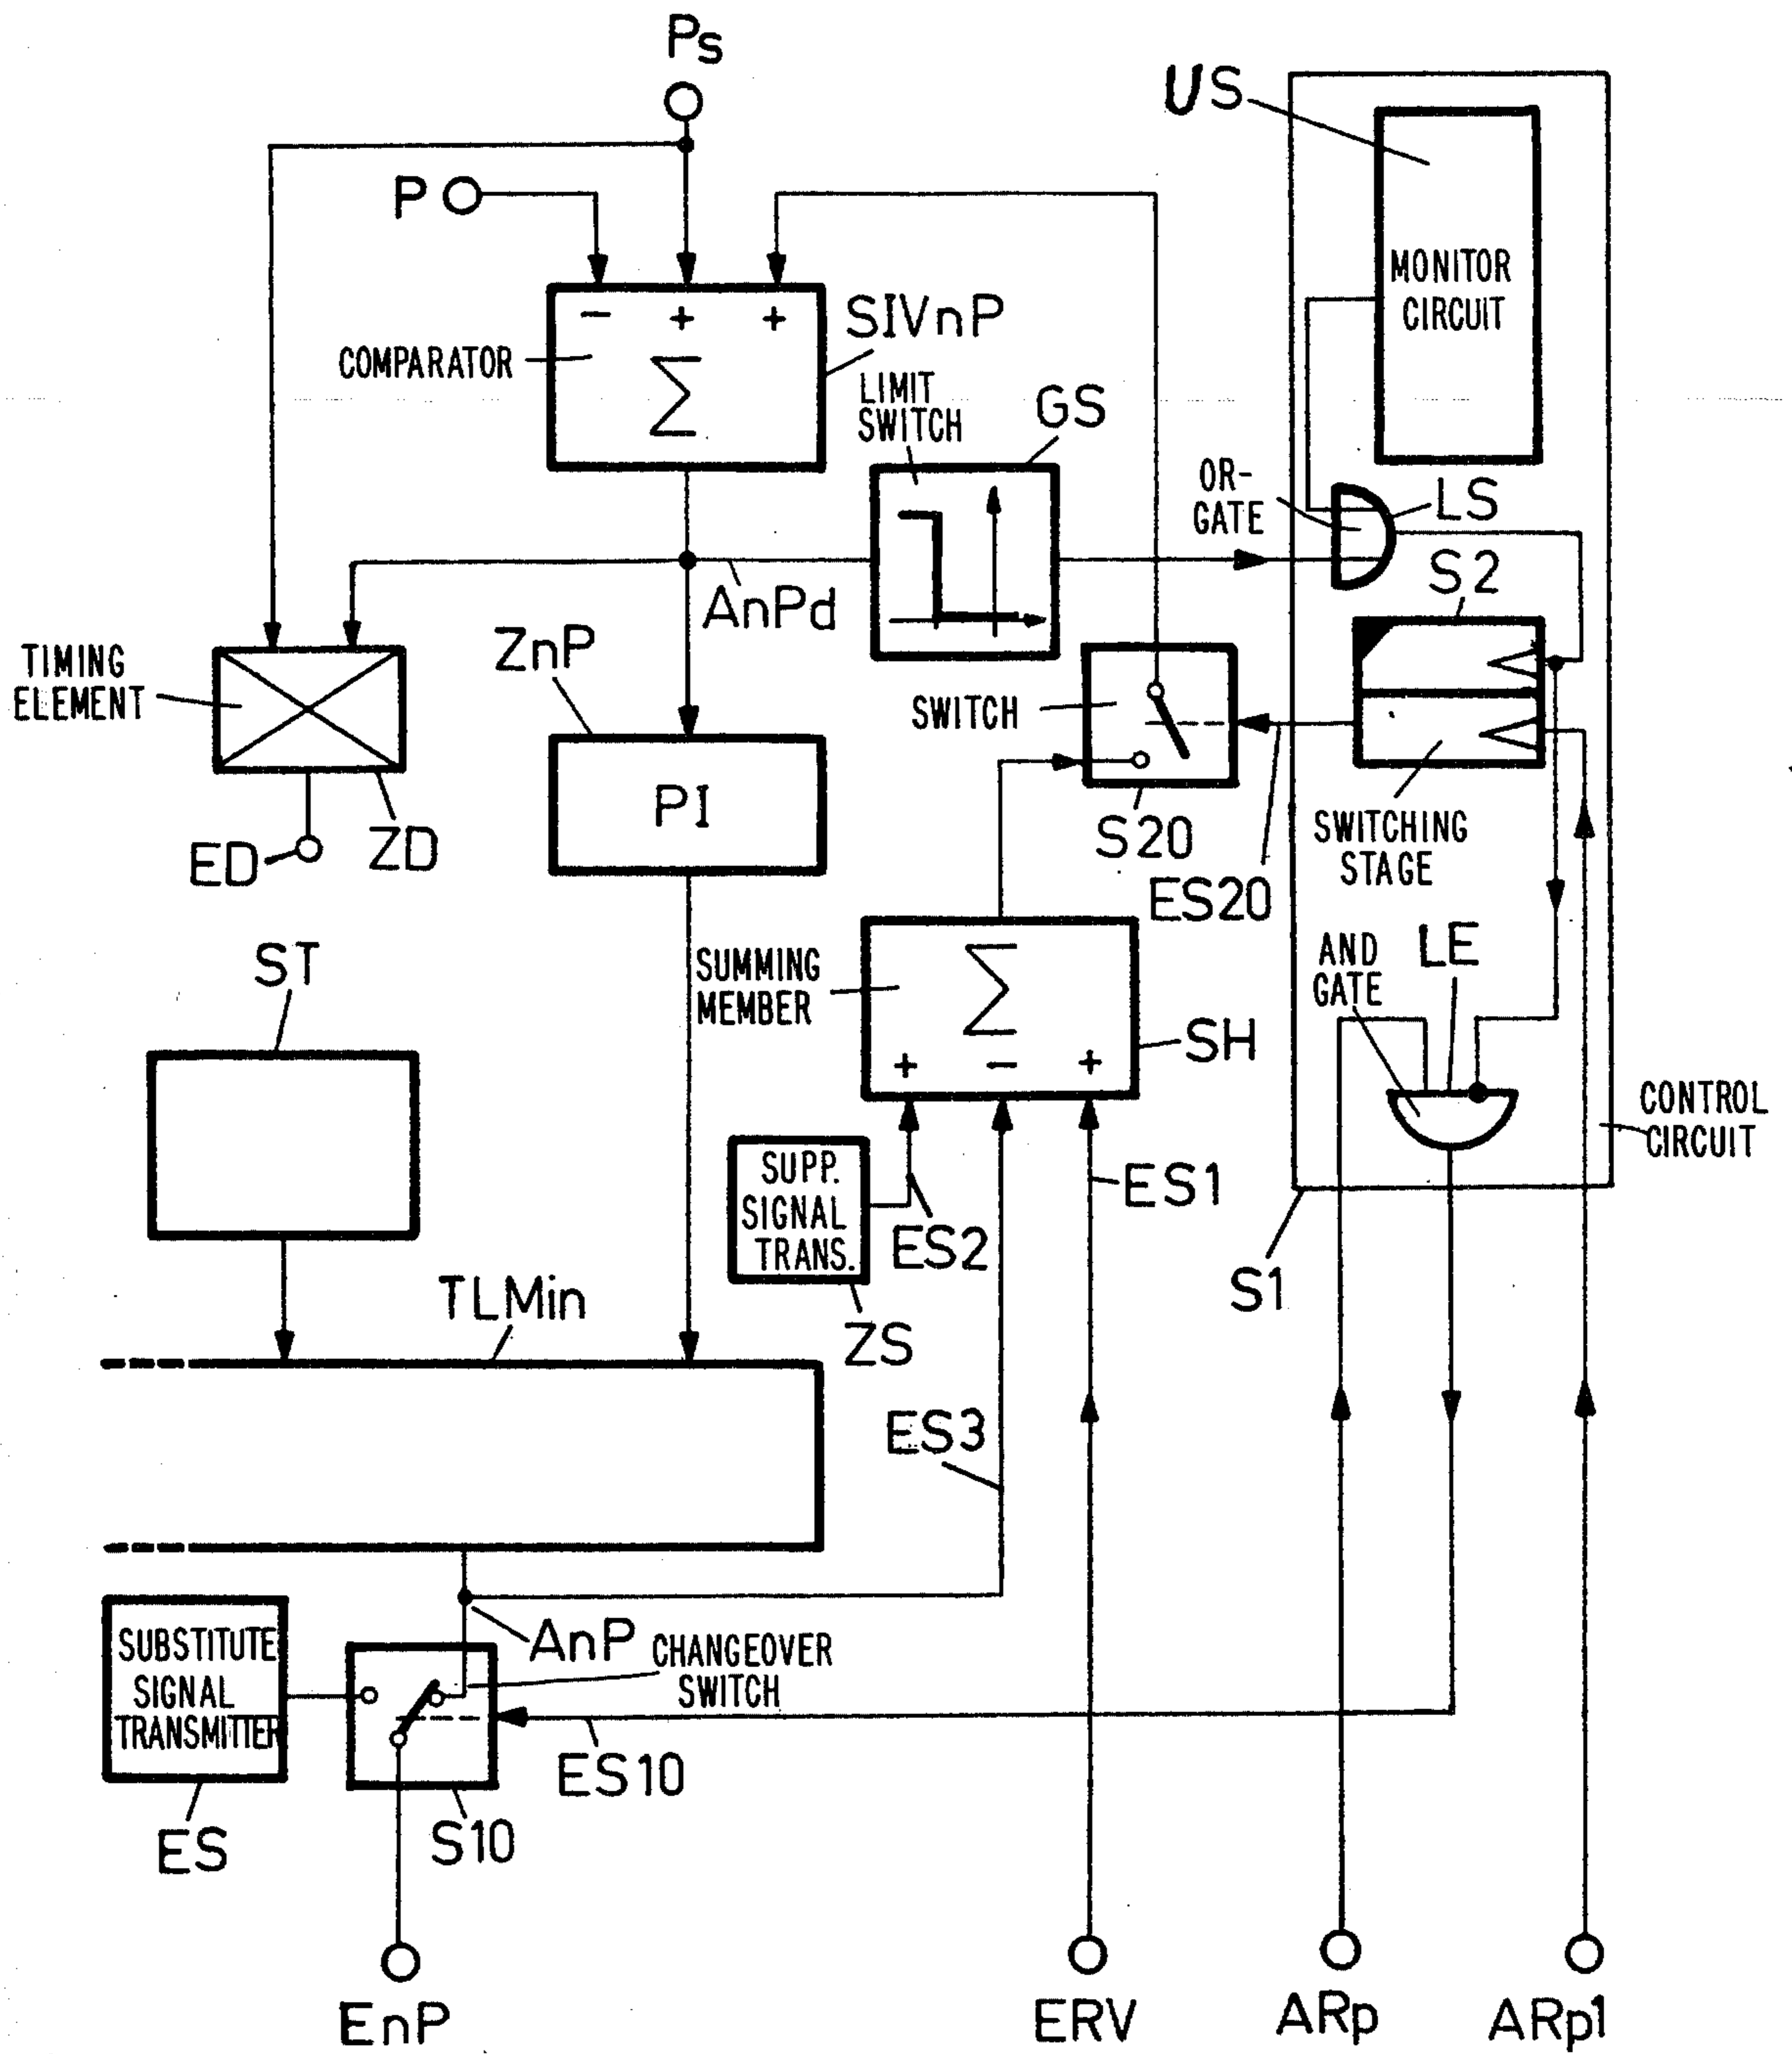 Ps
US
P
MONITOR
CIRCUIT
- + +
SIVnP
COMPARATOR
Σ
LIMIT
SWITCH
GS
OR-
GATE
LS
S2
AnPd
ZnP
TIMING
ELEMENT
SWITCH
PI
ED
ZD
S20
SWITCHING
STAGE
ES20
ST
SUMMING
MEMBER
Σ
AND
GATE
LE
+ - +
SH
CONTROL
CIRCUIT
SUPP.
SIGNAL
TRANS.
ES1
ES2
S1
TLMin
ZS
ES3
AnP
SUBSTITUTE
SIGNAL
TRANSMITTER
CHANGEOVER
SWITCH
ES10
ES
S10
EnP
ERV
ARp
ARp1